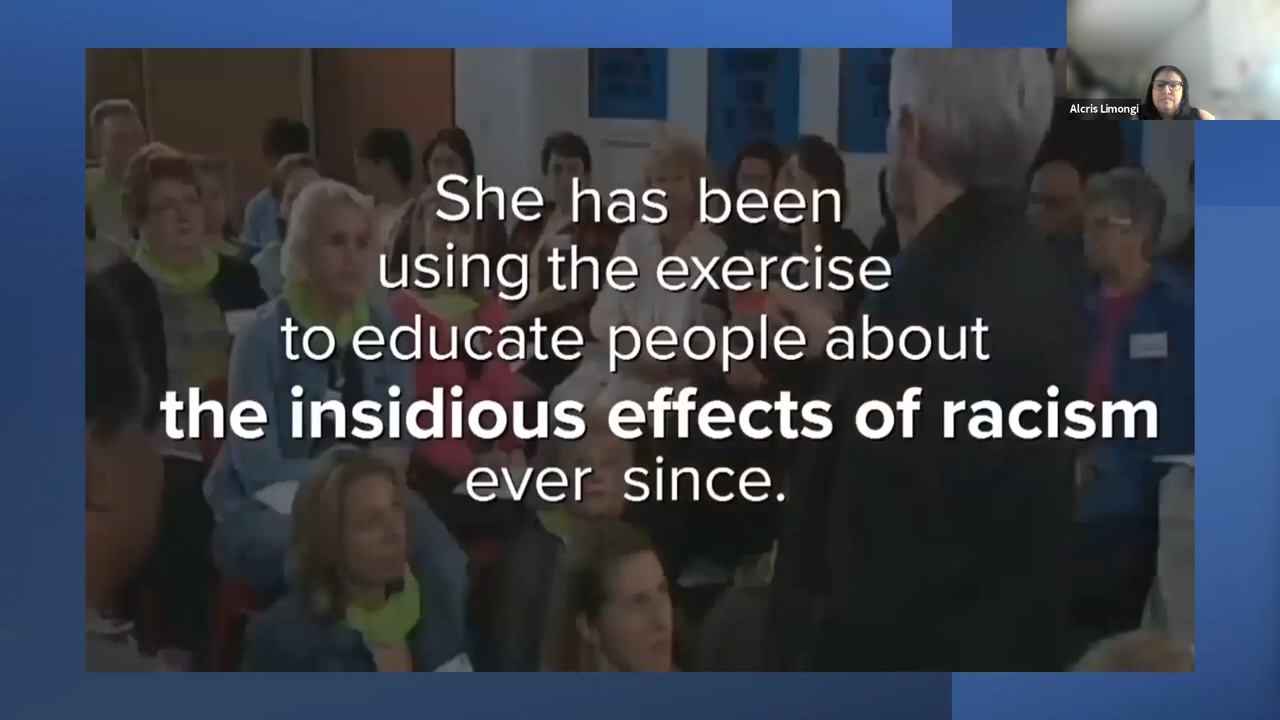 Alcris Limongi
She has been
using the exercise
to educate people about
the insidious effects of racism
ever since.